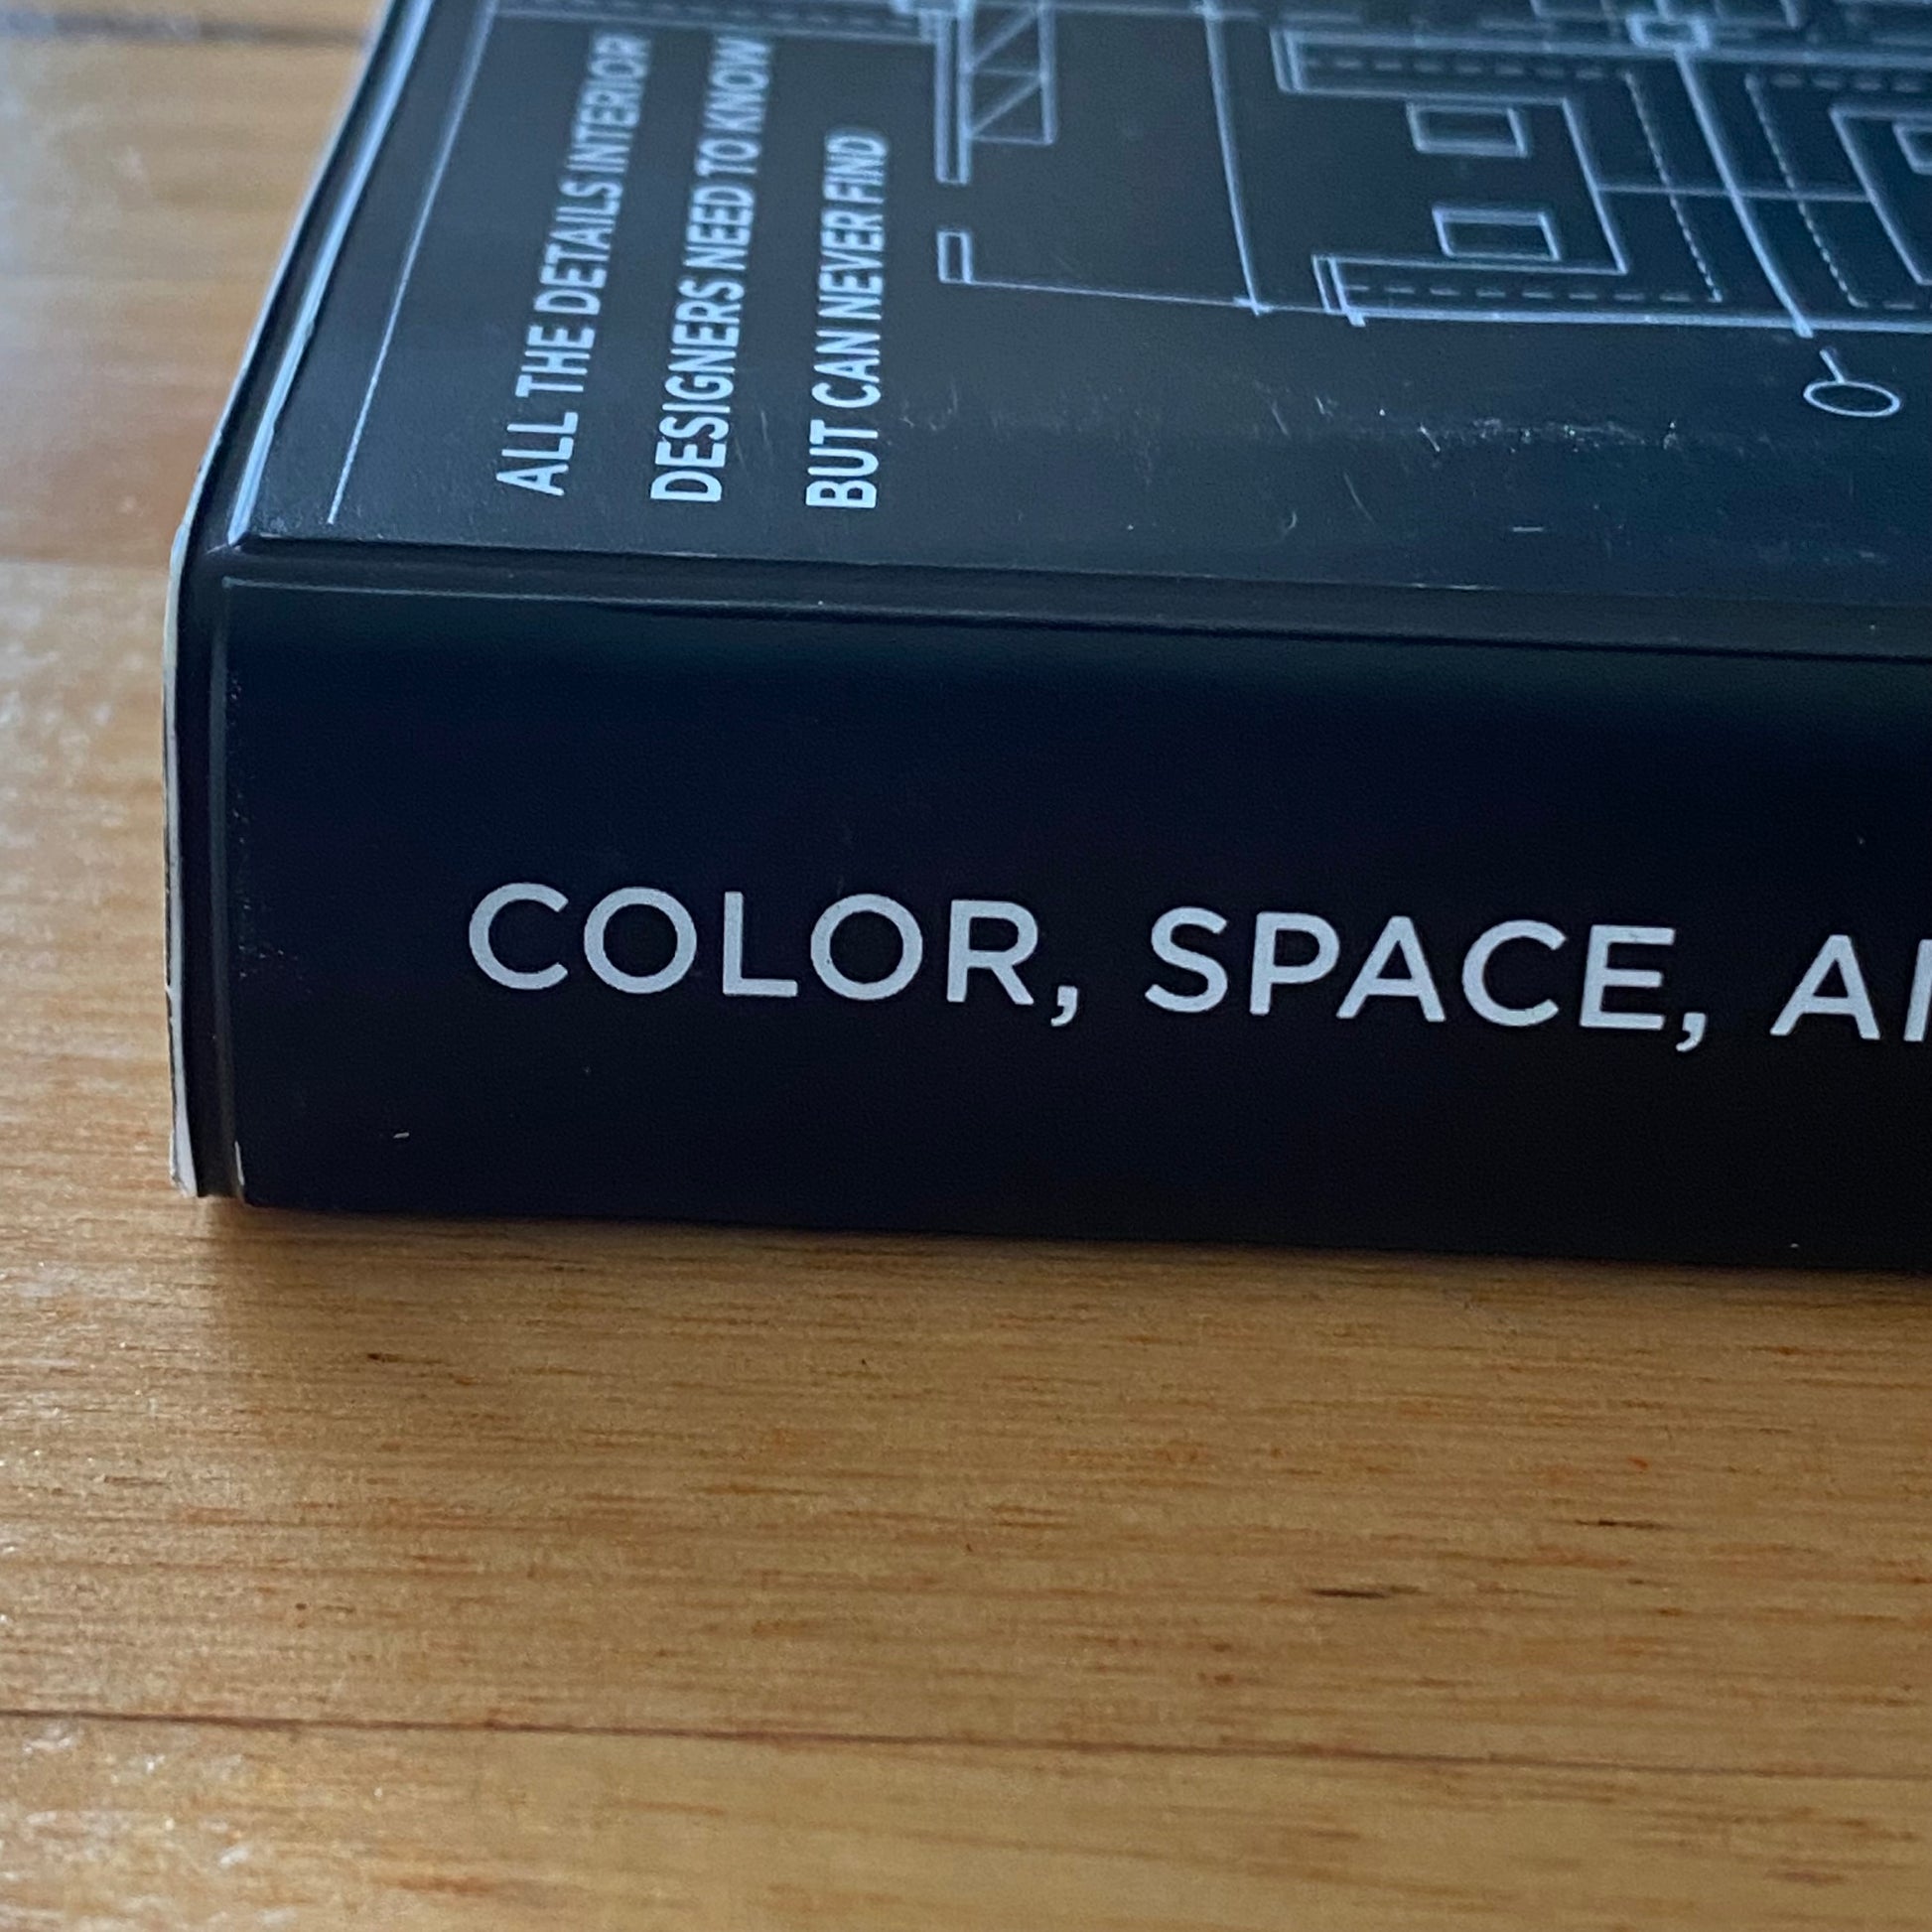 ALL THE DETAILS INTERIOR
DESIGNERS NEED TO KNOW
BUT CAN NEVER FIND
COLOR, SPACE,